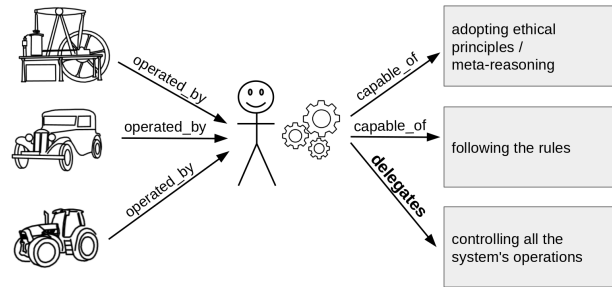 operated_by
operated_by
operated_by
capable_of
capable_of
delegates
adopting ethical
principles /
meta-reasoning
following the rules
controlling all the
system's operations